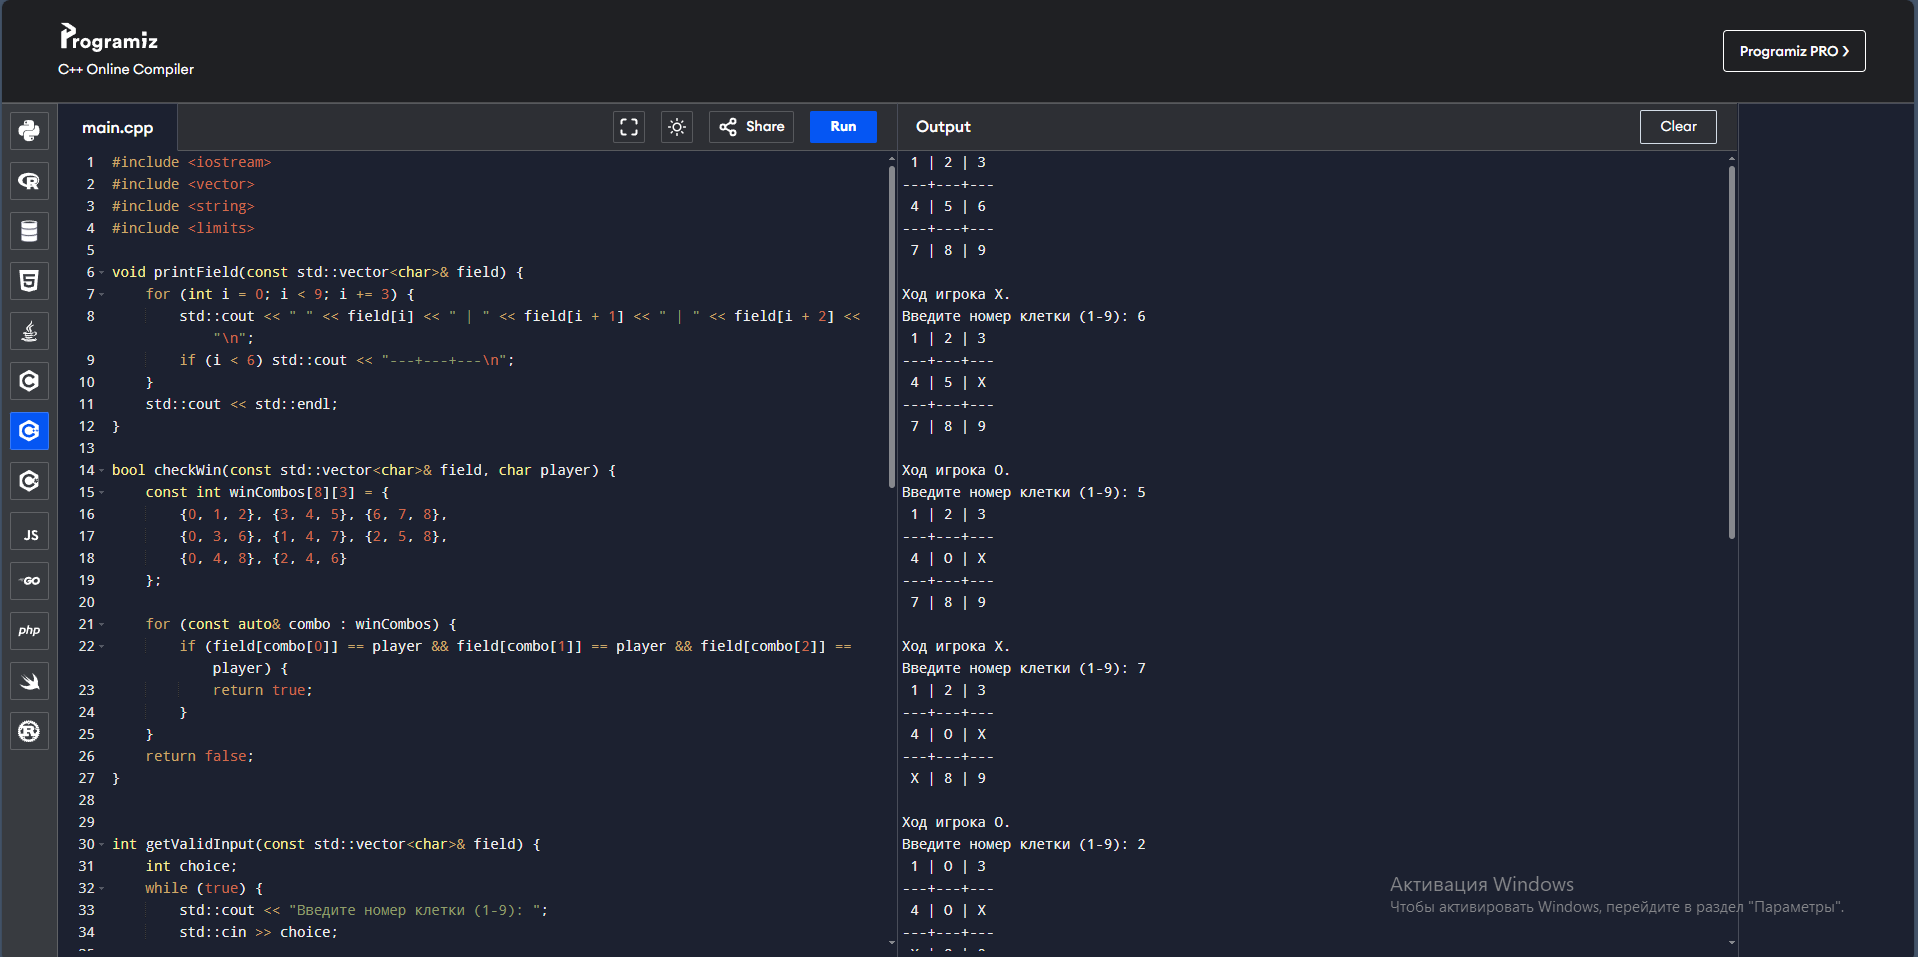 Programiz
C++ Online Compiler
Programiz PRO ❯
main.cpp
Share
Run
Output
Clear
JS
GO
php
1 #include <iostream>
2 #include <vector>
3 #include <string>
4 #include <limits>
5
6 void printField(const std::vector<char>& field) {
7     for (int i = 0; i < 9; i += 3) {
8         std::cout << " " << field[i] << " | " << field[i + 1] << " | " << field[i + 2] <<
            "\n";
9         if (i < 6) std::cout << "---+---+---\n";
10     }
11     std::cout << std::endl;
12 }
13
14 bool checkWin(const std::vector<char>& field, char player) {
15     const int winCombos[8][3] = {
16         {0, 1, 2}, {3, 4, 5}, {6, 7, 8},
17         {0, 3, 6}, {1, 4, 7}, {2, 5, 8},
18         {0, 4, 8}, {2, 4, 6}
19     };
20
21     for (const auto& combo : winCombos) {
22         if (field[combo[0]] == player && field[combo[1]] == player && field[combo[2]] ==
            player) {
23             return true;
24         }
25     }
26     return false;
27 }
28
29
30 int getValidInput(const std::vector<char>& field) {
31     int choice;
32     while (true) {
33         std::cout << "Введите номер клетки (1-9): ";
34         std::cin >> choice;
 1 | 2 | 3
---+---+---
 4 | 5 | 6
---+---+---
 7 | 8 | 9
Ход игрока X.
Введите номер клетки (1-9): 6
 1 | 2 | 3
---+---+---
 4 | 5 | X
---+---+---
 7 | 8 | 9
Ход игрока O.
Введите номер клетки (1-9): 5
 1 | 2 | 3
---+---+---
 4 | O | X
---+---+---
 7 | 8 | 9
Ход игрока X.
Введите номер клетки (1-9): 7
 1 | 2 | 3
---+---+---
 4 | O | X
---+---+---
 X | 8 | 9
Ход игрока O.
Введите номер клетки (1-9): 2
 1 | O | 3
---+---+---
 4 | O | X
---+---+---
Активация Windows
Чтобы активировать Windows, перейдите в раздел "Параметры".